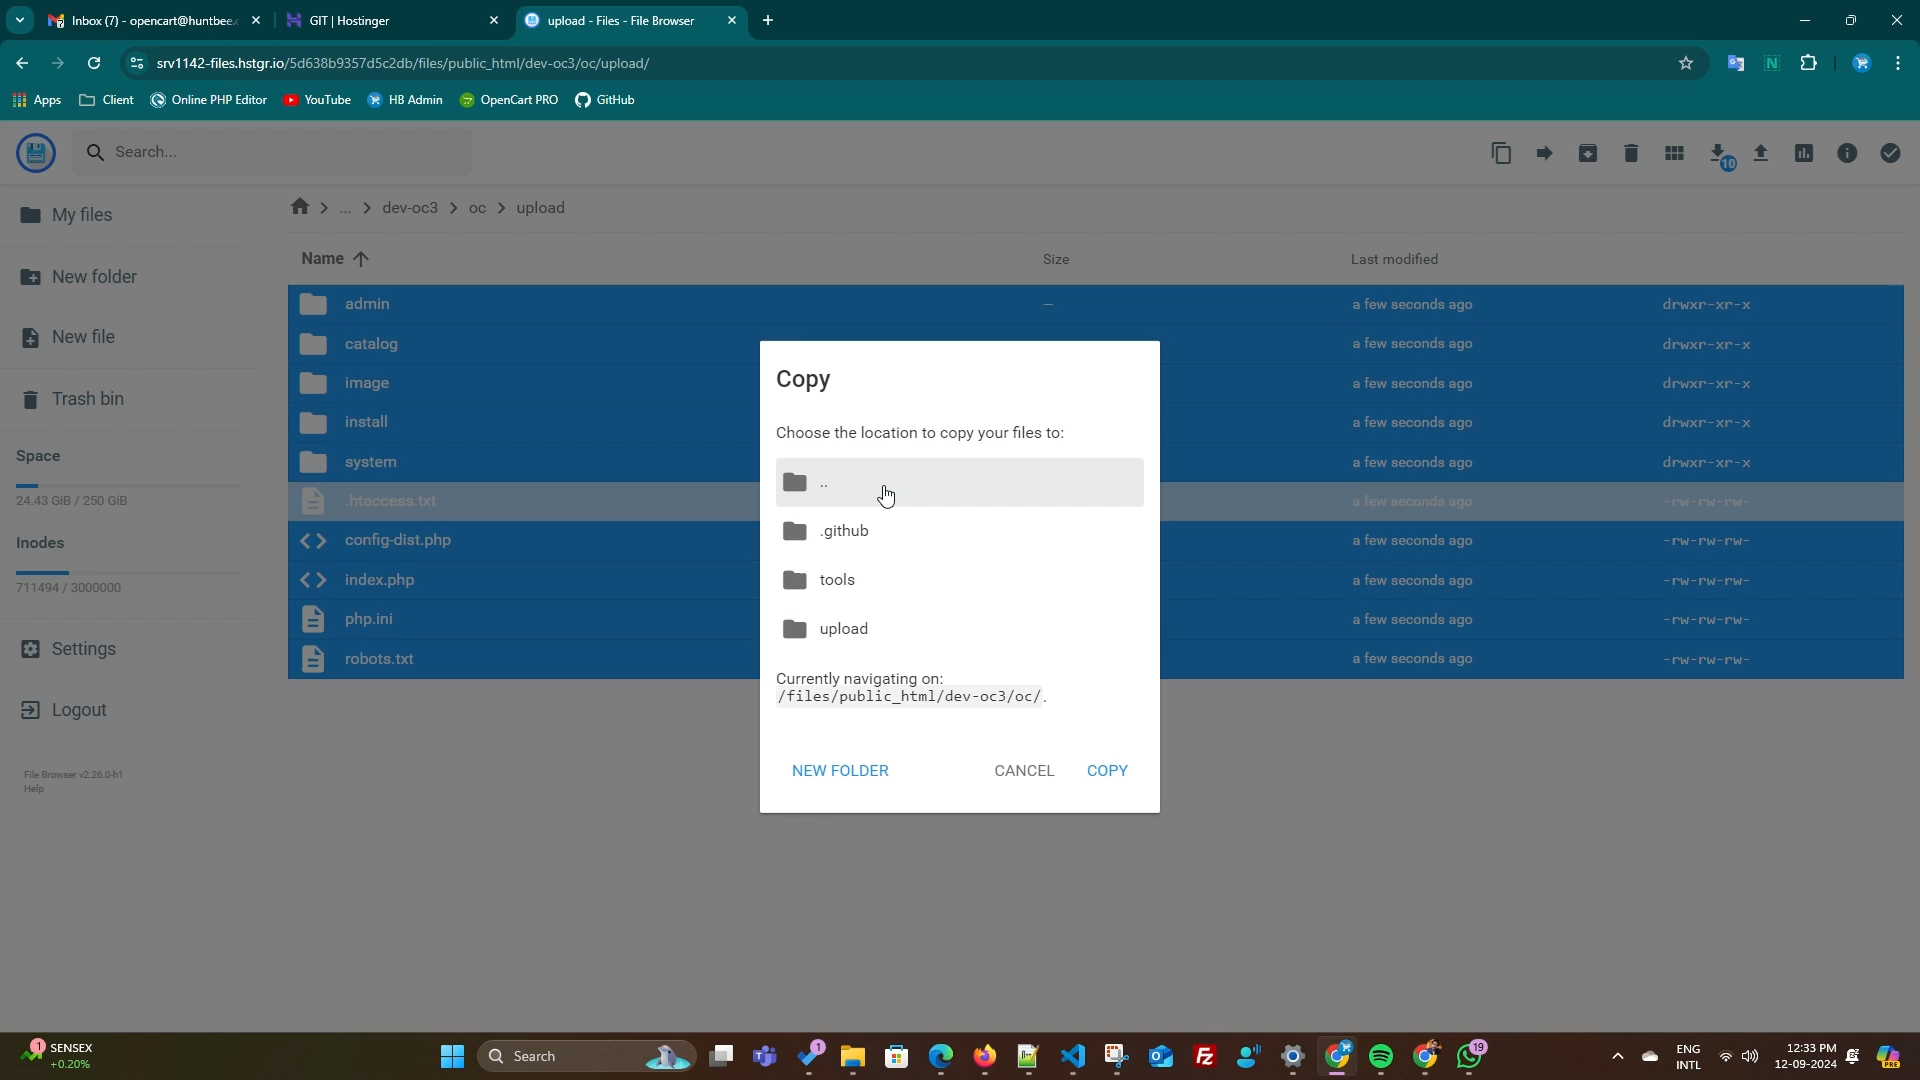 Inbox (7) - opencart@huntbee.
GIT | Hostinger
upload - Files - File Browser
srv1142-files.hstgr.io/5d638b9357d5c2db/files/public_html/dev-oc3/oc/upload/
Apps
Client
Online PHP Editor
YouTube
HB Admin
OpenCart PRO
GitHub
Search...
10
My files
New folder
New file
Trash bin
Space
24.43 GiB / 250 GiB
Inodes
711494 / 3000000
Settings
Logout
File Browser v2.26.0-h1
Help
... dev-oc3 oc upload
Name Size Last modified
admin — a few seconds ago drwxr-xr-x
catalog a few seconds ago drwxr-xr-x
image a few seconds ago drwxr-xr-x
install a few seconds ago drwxr-xr-x
system a few seconds ago drwxr-xr-x
.htaccess.txt a few seconds ago -rw-rw-rw-
config-dist.php a few seconds ago -rw-rw-rw-
index.php a few seconds ago -rw-rw-rw-
php.ini a few seconds ago -rw-rw-rw-
robots.txt a few seconds ago -rw-rw-rw-
Copy
Choose the location to copy your files to:
..
.github
tools
upload
Currently navigating on:
/files/public_html/dev-oc3/oc/.
NEW FOLDER CANCEL COPY
1
SENSEX
+0.20%
Search
1
19
ENG
INTL
12:33 PM
12-09-2024
PRE